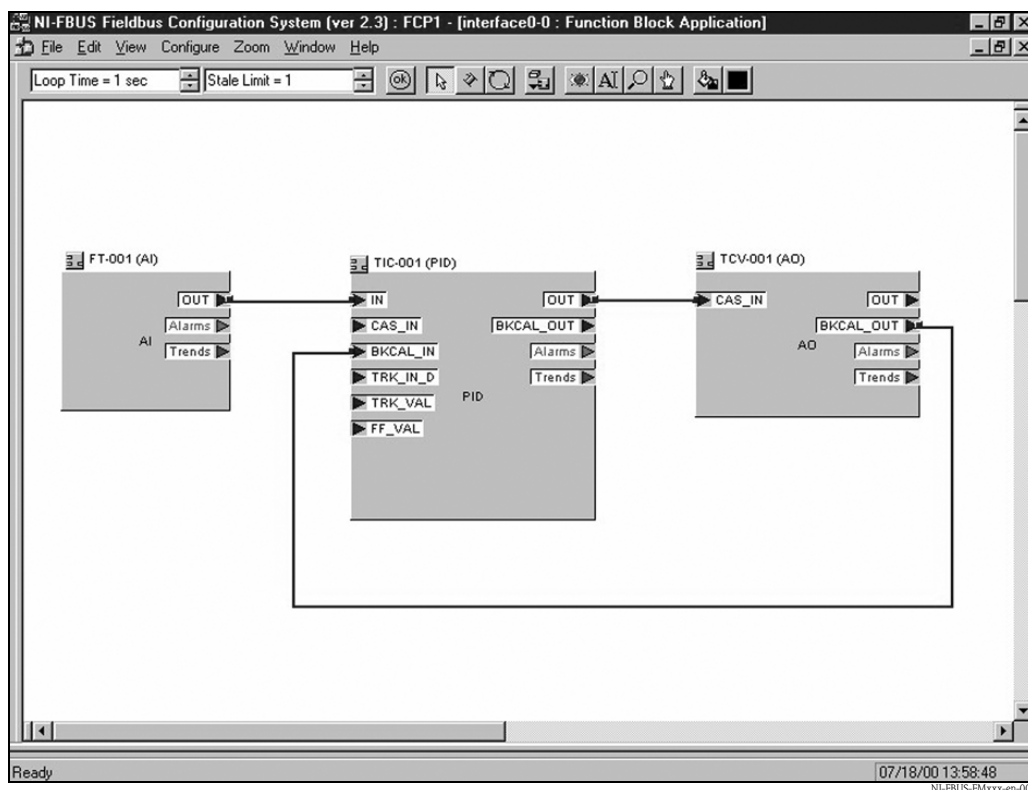 NI-FBUS Fieldbus Configuration System (ver 2.3) : FCP1 - [interface0-0 : Function Block Application]
File Edit View Configure Zoom Window Help
Loop Time = 1 sec Stale Limit = 1 ok AI
FT-001 (AI)
OUT
Alarms
AI
Trends
TIC-001 (PID)
IN OUT
CAS_IN BKCAL_OUT
BKCAL_IN Alarms
TRK_IN_D Trends
PID
TRK_VAL
FF_VAL
TCV-001 (AO)
CAS_IN OUT
BKCAL_OUT
AO Alarms
Trends
Ready 07/18/00 13:58:48